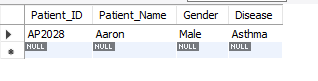 Patient_ID Patient_Name Gender Disease
AP2028 Aaron Male Asthma
NULL NULL NULL NULL